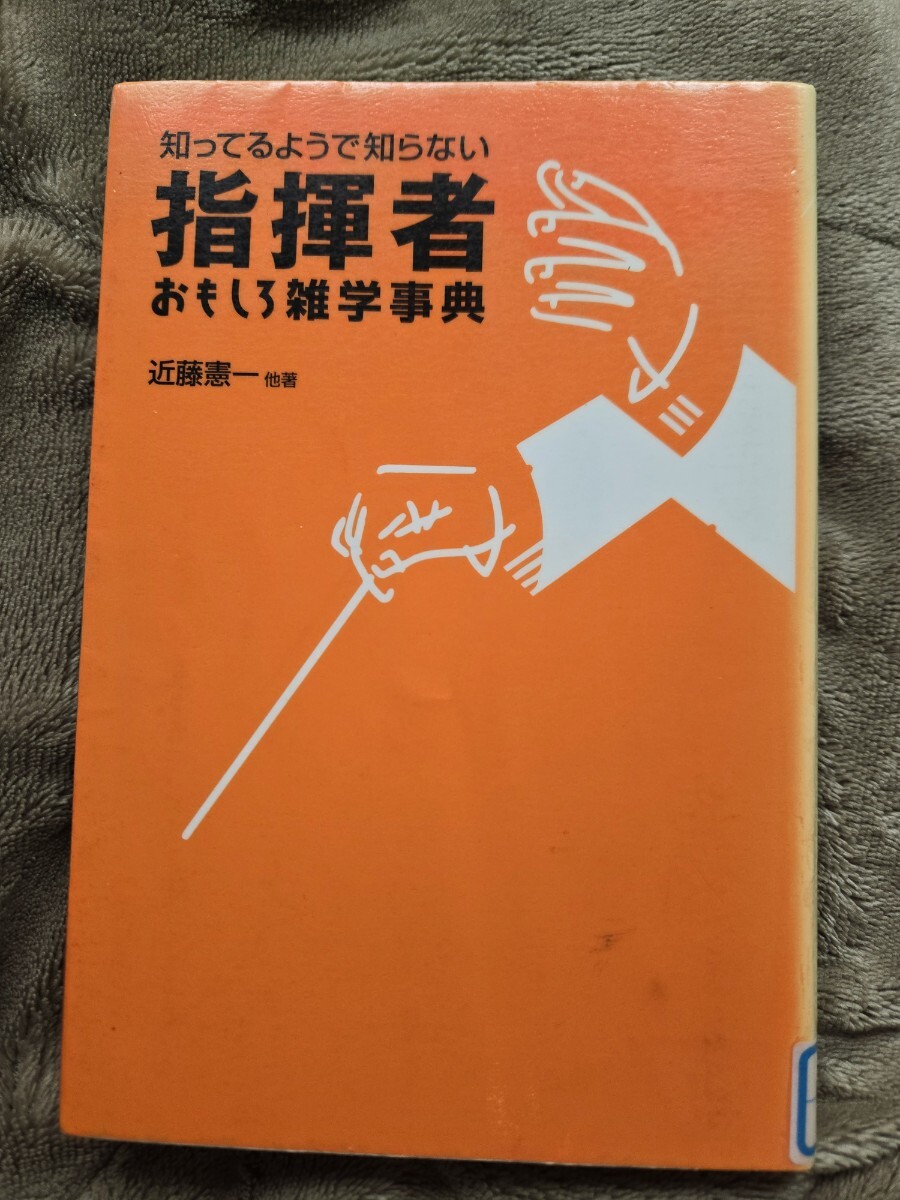 知ってるようで知らない
指揮者
おもしろ雑学事典
近藤憲一 他著